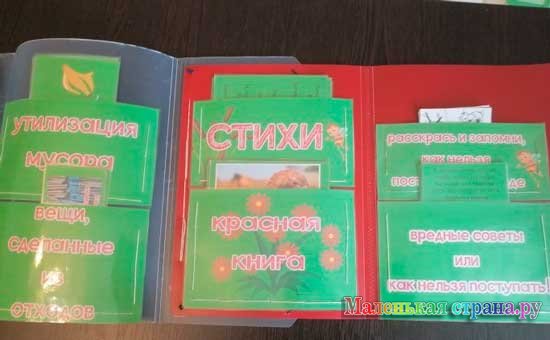 утилизация
мусора
вещи,
сделанные
из
отходов
стихи
красная
книга
раскрась и запомни,
как нельзя
вредные советы
или
как нельзя поступать!
Маленькая страна.ру